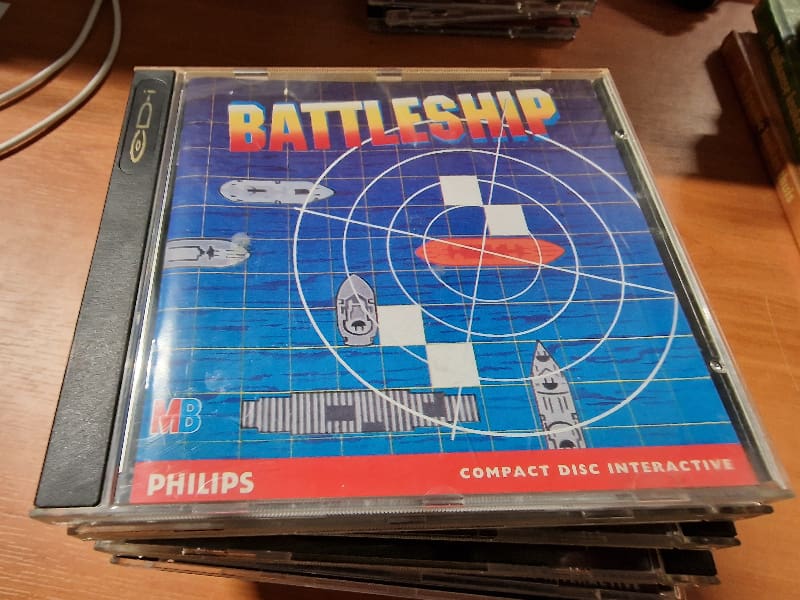 BATTLESHIP
CD-i
MB
PHILIPS
COMPACT DISC INTERACTIVE